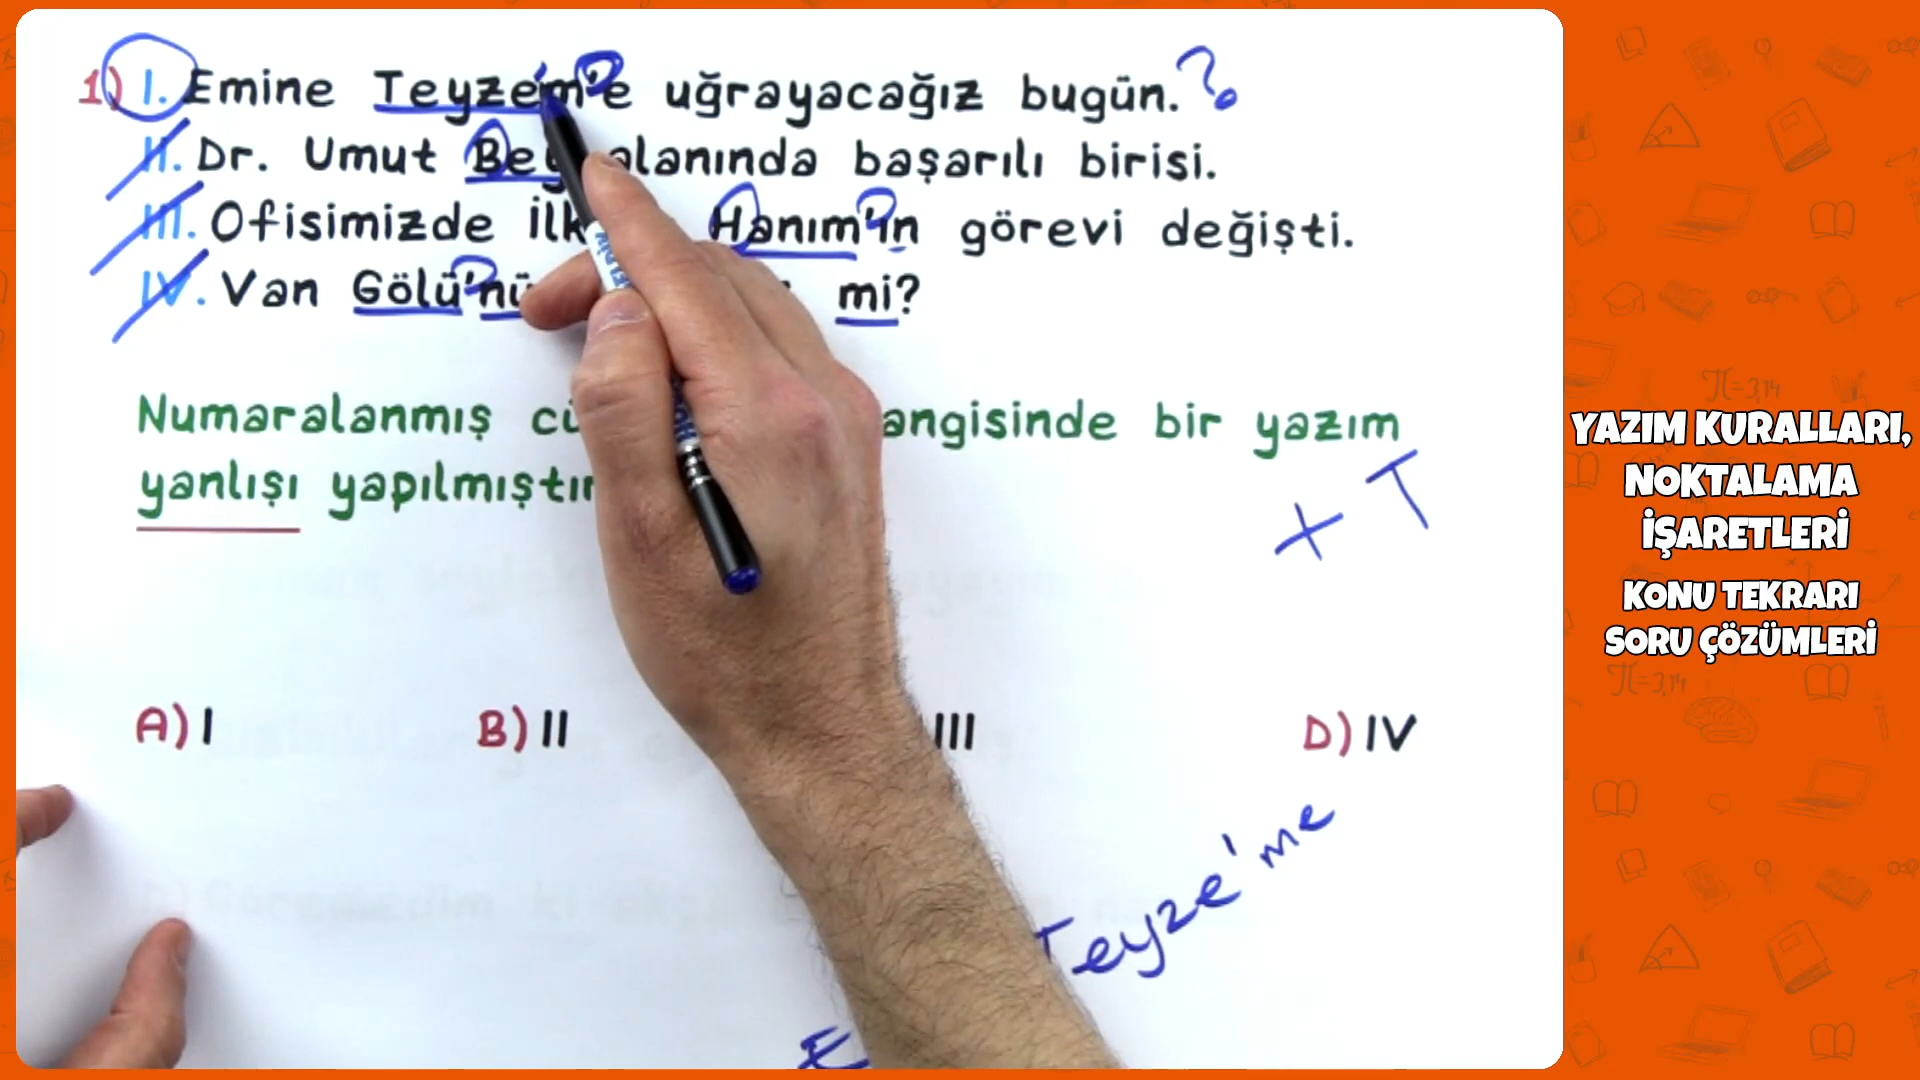 1) I. Emine Teyzem'e uğrayacağız bugün. ?
II. Dr. Umut Bey alanında başarılı birisi.
III. Ofisimizde İlk Hanım'ın görevi değişti.
IV. Van Gölü'nü mi?
Numaralanmış cü angisinde bir yazım
yanlışı yapılmıştır
+ T
A) I
B) II
III
D) IV
Teyze'me
E
YAZIM KURALLARI,
NOKTALAMA
İŞARETLERİ
KONU TEKRARI
SORU ÇÖZÜMLERİ